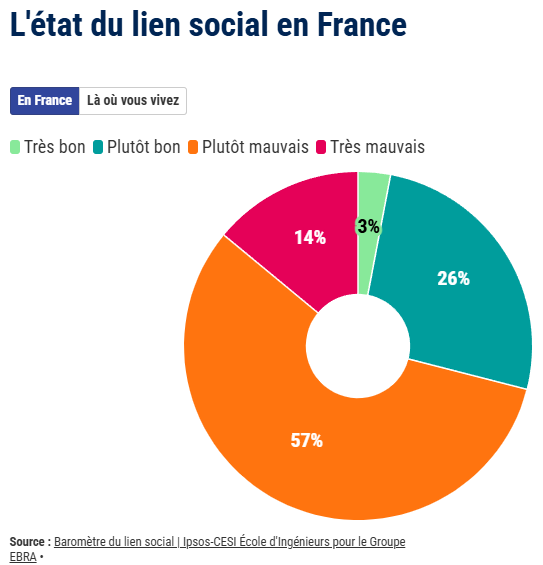 L'état du lien social en France
En France Là où vous vivez
Très bon Plutôt bon Plutôt mauvais Très mauvais
3%
14%
26%
57%
Source : Baromètre du lien social | Ipsos-CESI École d'Ingénieurs pour le Groupe
EBRA •